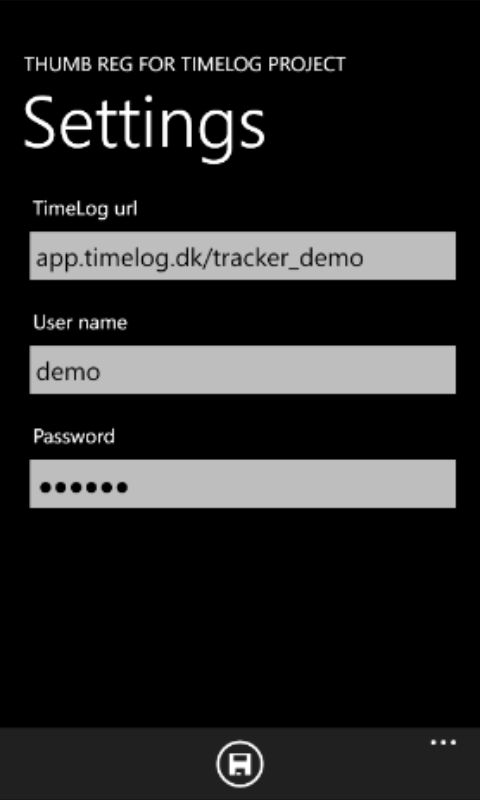 THUMB REG FOR TIMELOG PROJECT
Settings
TimeLog url
app.timelog.dk/tracker_demo
User name
demo
Password
●●●●●●